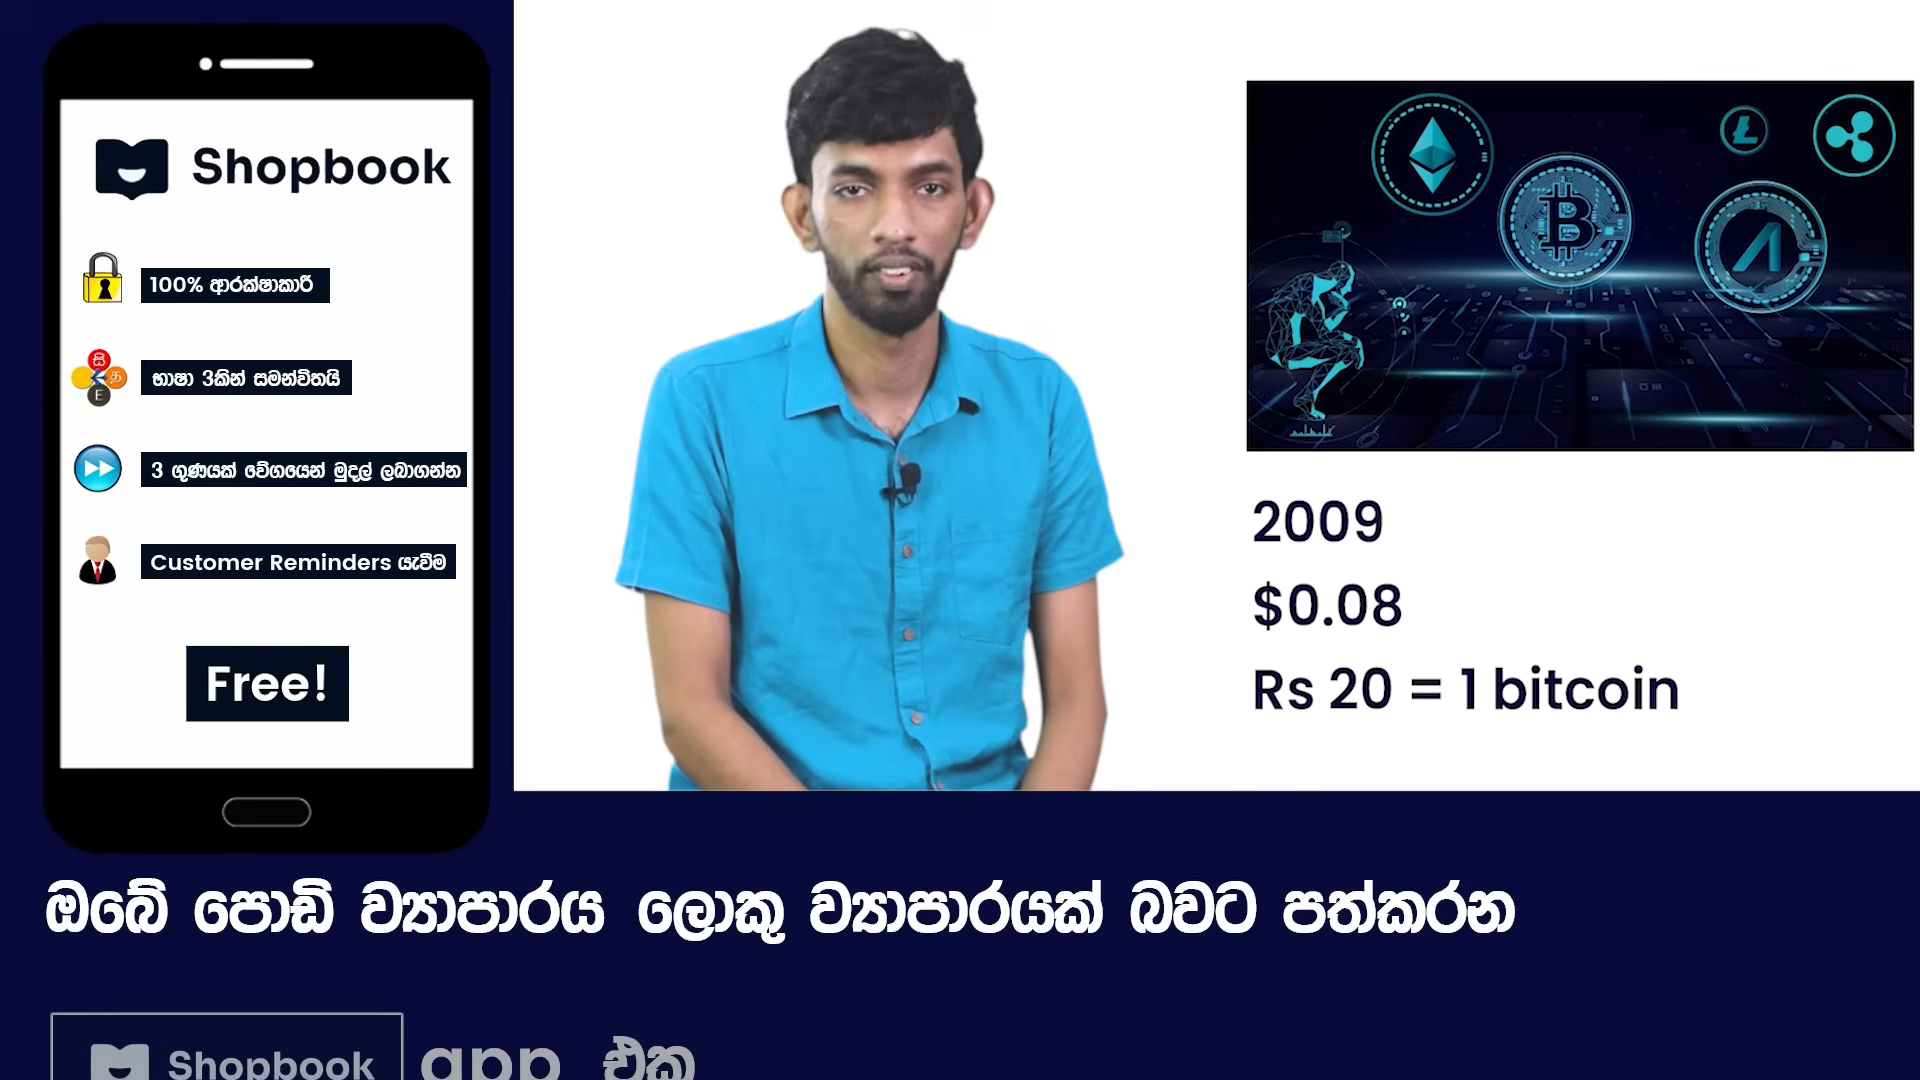 Shopbook
100% ආරක්ෂාකාරී
සි
த
E
භාෂා 3කින් සමන්විතයි
3 ගුණයක් වේගයෙන් මුදල් ලබාගන්න
Customer Reminders යැවීම
Free!
2009
$0.08
Rs 20 = 1 bitcoin
ඔබේ පොඩි ව්‍යාපාරය ලොකු ව්‍යාපාරයක් බවට පත්කරන
Shopbook app එක